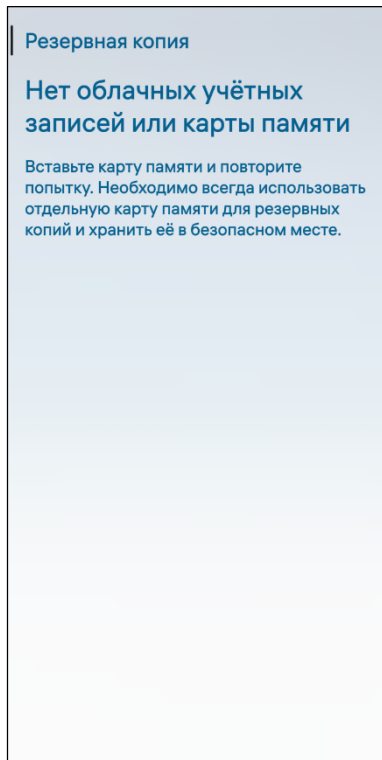 Резервная копия
Нет облачных учётных
записей или карты памяти
Вставьте карту памяти и повторите
попытку. Необходимо всегда использовать
отдельную карту памяти для резервных
копий и хранить её в безопасном месте.